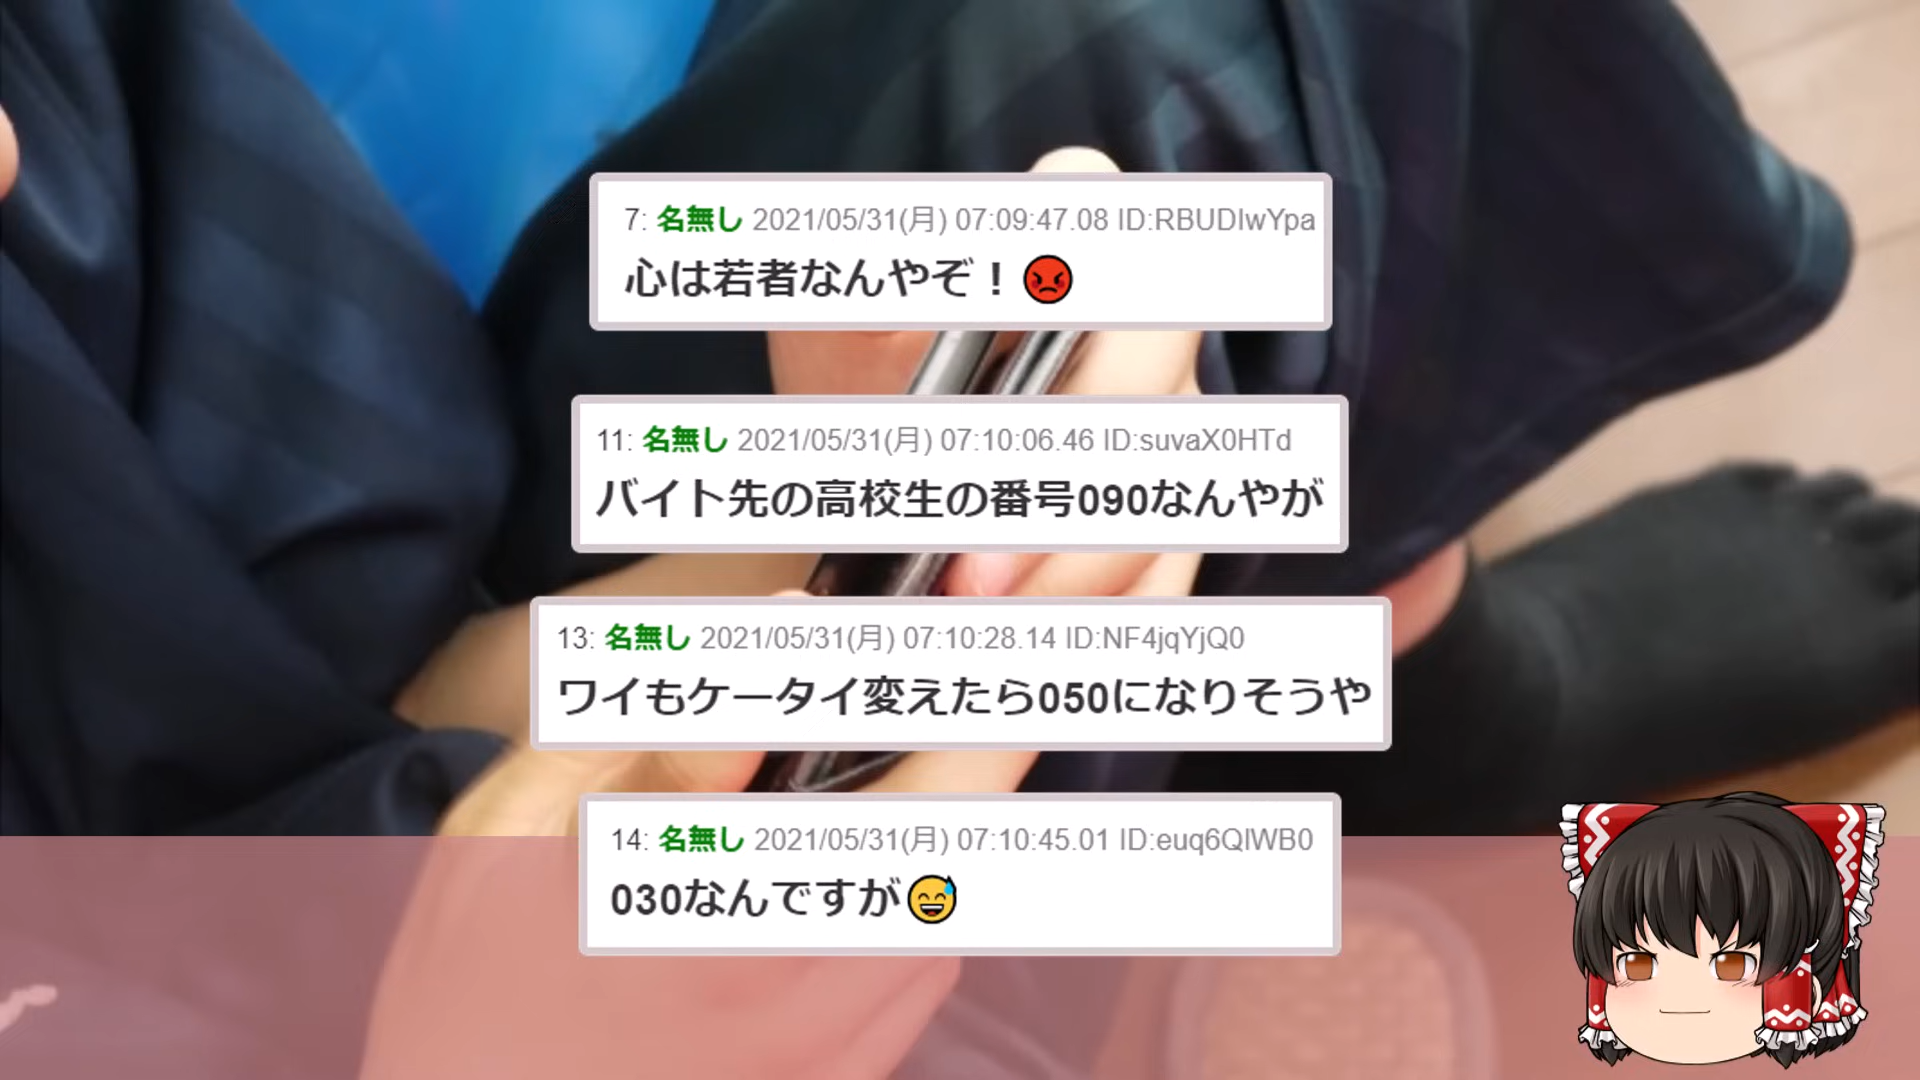 7: 名無し 2021/05/31(月) 07:09:47.08 ID:RBUDlwYpa
心は若者なんやぞ！😡
11: 名無し 2021/05/31(月) 07:10:06.46 ID:suvaX0HTd
バイト先の高校生の番号090なんやが
13: 名無し 2021/05/31(月) 07:10:28.14 ID:NF4jqYjQ0
ワイもケータイ変えたら050になりそうや
14: 名無し 2021/05/31(月) 07:10:45.01 ID:euq6QlWB0
030なんですが😅